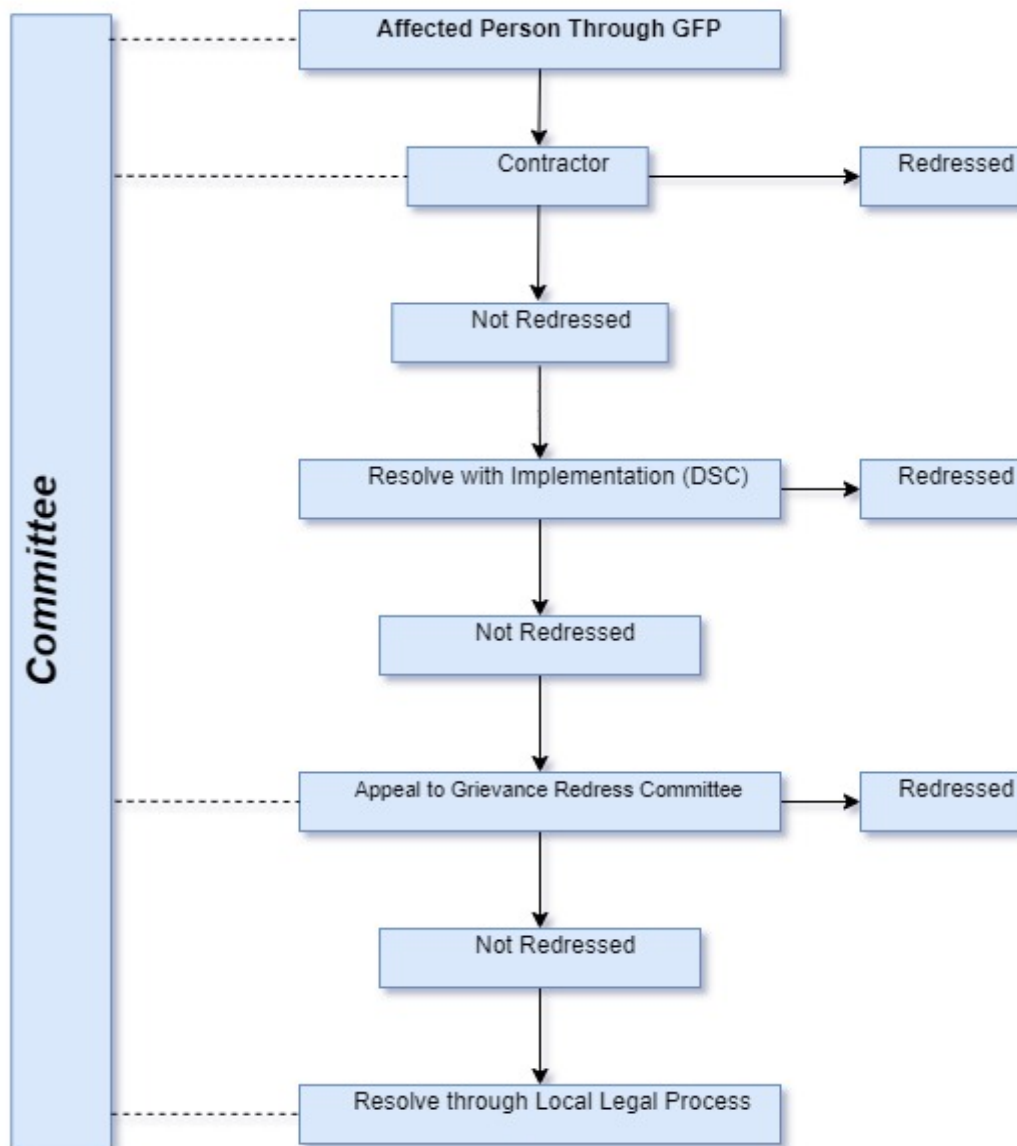 Affected Person Through GFP
Contractor
Redressed
Not Redressed
Resolve with Implementation (DSC)
Redressed
Not Redressed
Appeal to Grievance Redress Committee
Redressed
Not Redressed
Resolve through Local Legal Process
Committee